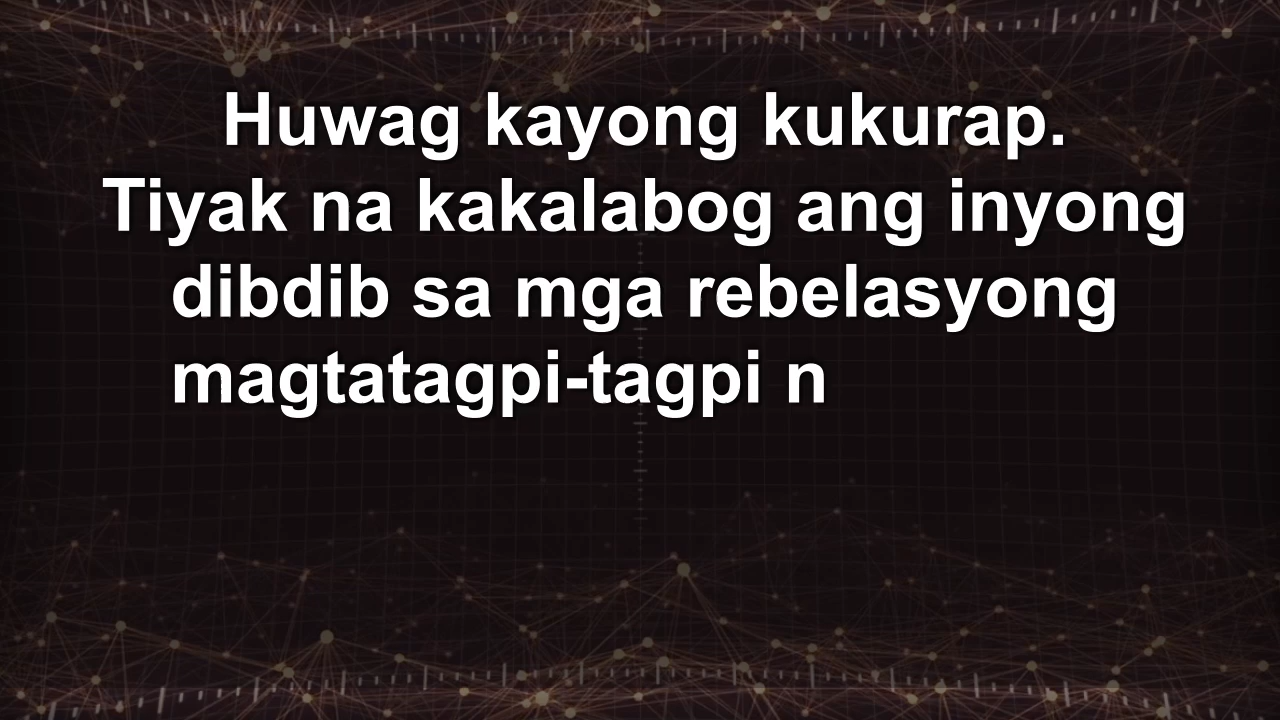 Huwag kayong kukurap.
Tiyak na kakalabog ang inyong
dibdib sa mga rebelasyong
magtatagpi-tagpi n